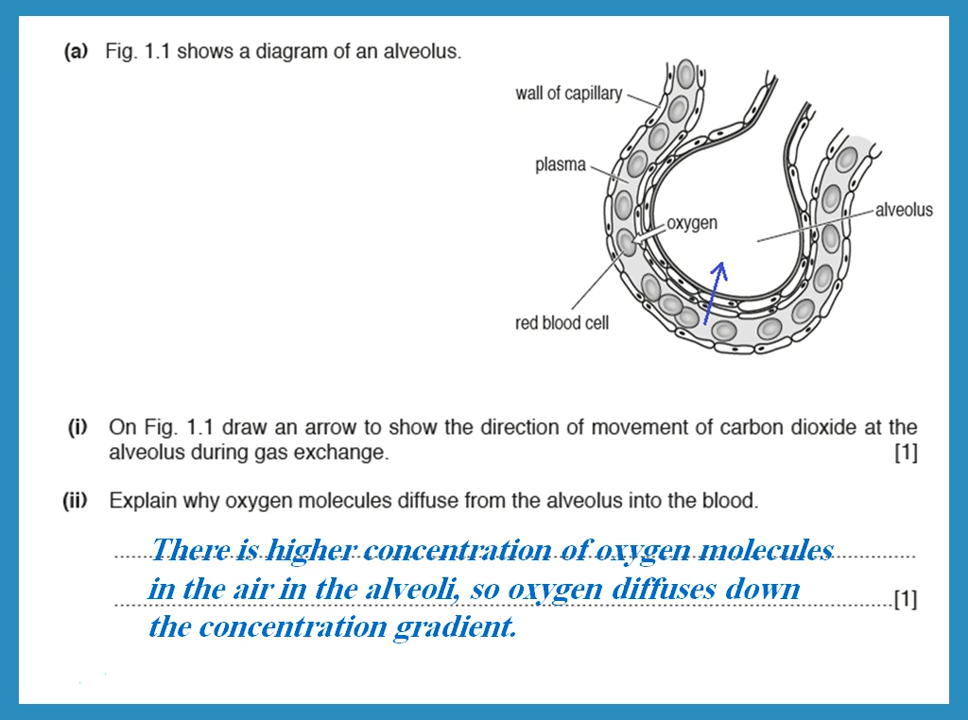 (a) Fig. 1.1 shows a diagram of an alveolus.
wall of capillary
plasma
oxygen
alveolus
red blood cell
(i) On Fig. 1.1 draw an arrow to show the direction of movement of carbon dioxide at the
alveolus during gas exchange. [1]
(ii) Explain why oxygen molecules diffuse from the alveolus into the blood.
There is higher concentration of oxygen molecules
in the air in the alveoli, so oxygen diffuses down
[1]
the concentration gradient.